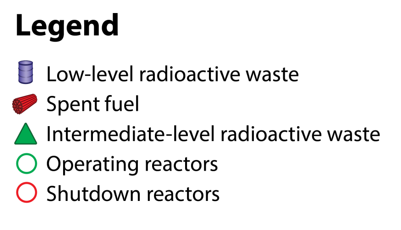 Legend
Low-level radioactive waste
Spent fuel
Intermediate-level radioactive waste
Operating reactors
Shutdown reactors